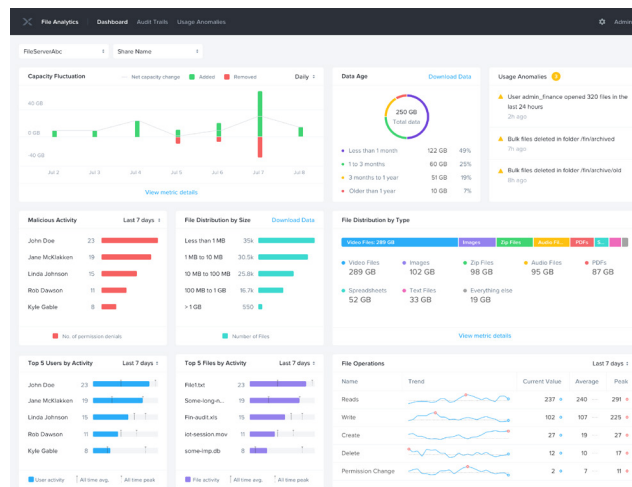 File Analytics Dashboard Audit Trails Usage Anomalies Admin
FileServerAbc Share Name
Capacity Fluctuation Net capacity change Added Removed Daily
40 GB
0 GB
-40 GB
Jul 2 Jul 3 Jul 4 Jul 5 Jul 6 Jul 7 Jul 8
View metric details
Data Age Download Data
250 GB
Total data
Less than 1 month 122 GB 49%
1 to 3 months 60 GB 25%
3 months to 1 year 51 GB 19%
Older than 1 year 10 GB 7%
Usage Anomalies
User admin_finance opened 320 files in the
last 24 hours
2h ago
Bulk files deleted in folder /fin/archived
7h ago
Bulk files deleted in folder /fin/archive/old
8h ago
Malicious Activity Last 7 days
John Doe 23
Jane McKlakken 19
Linda Johnson 15
Rob Dawson 11
Kyle Gable 8
No. of permission denials
File Distribution by Size Download Data
Less than 1 MB 35k
1 MB to 10 MB 30.5k
10 MB to 100 MB 25.8k
100 MB to 1 GB 16.7k
> 1 GB 550
Number of Files
File Distribution by Type
Video Files: 289 GB Images Zip Files Audio Fil... PDFs S...
Video Files Images Zip Files Audio Files PDFs
289 GB 102 GB 98 GB 95 GB 87 GB
Spreadsheets Text Files Everything else
52 GB 33 GB 19 GB
View metric details
Top 5 Users by Activity Last 7 days
John Doe 23
Jane McKlakken 19
Linda Johnson 15
Rob Dawson 11
Kyle Gable 8
User activity All time avg. All time peak
Top 5 Files by Activity Last 7 days
File1.txt 23
Some-long-n... 19
Fin-audit.xls 15
iot-session.mov 11
some-imp.db 8
File activity All time avg. All time peak
File Operations Last 7 days
Name Trend Current Value Average Peak
Reads 237 240 291
Write 102 107 225
Create 27 19 27
Delete 12 10 17
Permission Change 2 7 11